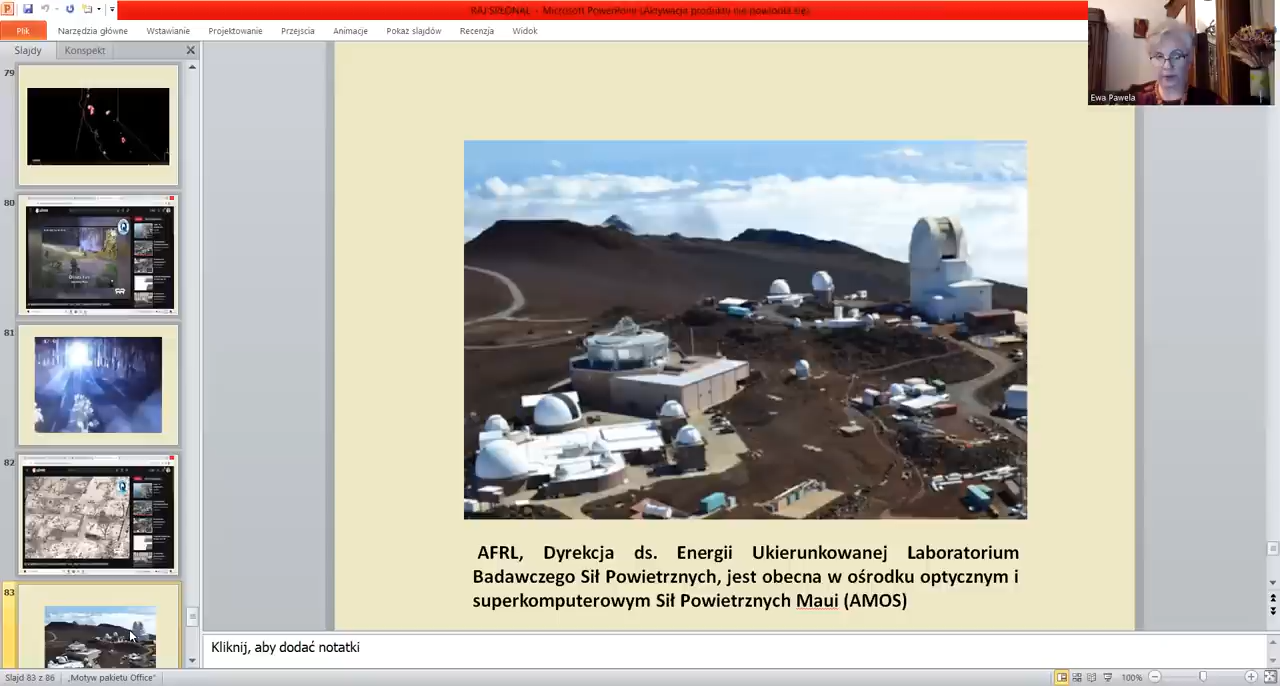 RAJ SPŁONĄŁ - Microsoft PowerPoint (Aktywacja produktu nie powiodła się)
Plik Narzędzia główne Wstawianie Projektowanie Przejścia Animacje Pokaz slajdów Recenzja Widok
Slajdy Konspekt
Ewa Pawela
79
80
81
82
83
AFRL, Dyrekcja ds. Energii Ukierunkowanej Laboratorium
Badawczego Sił Powietrznych, jest obecna w ośrodku optycznym i
superkomputerowym Sił Powietrznych Maui (AMOS)
Kliknij, aby dodać notatki
Slajd 83 z 86 „Motyw pakietu Office" 100%